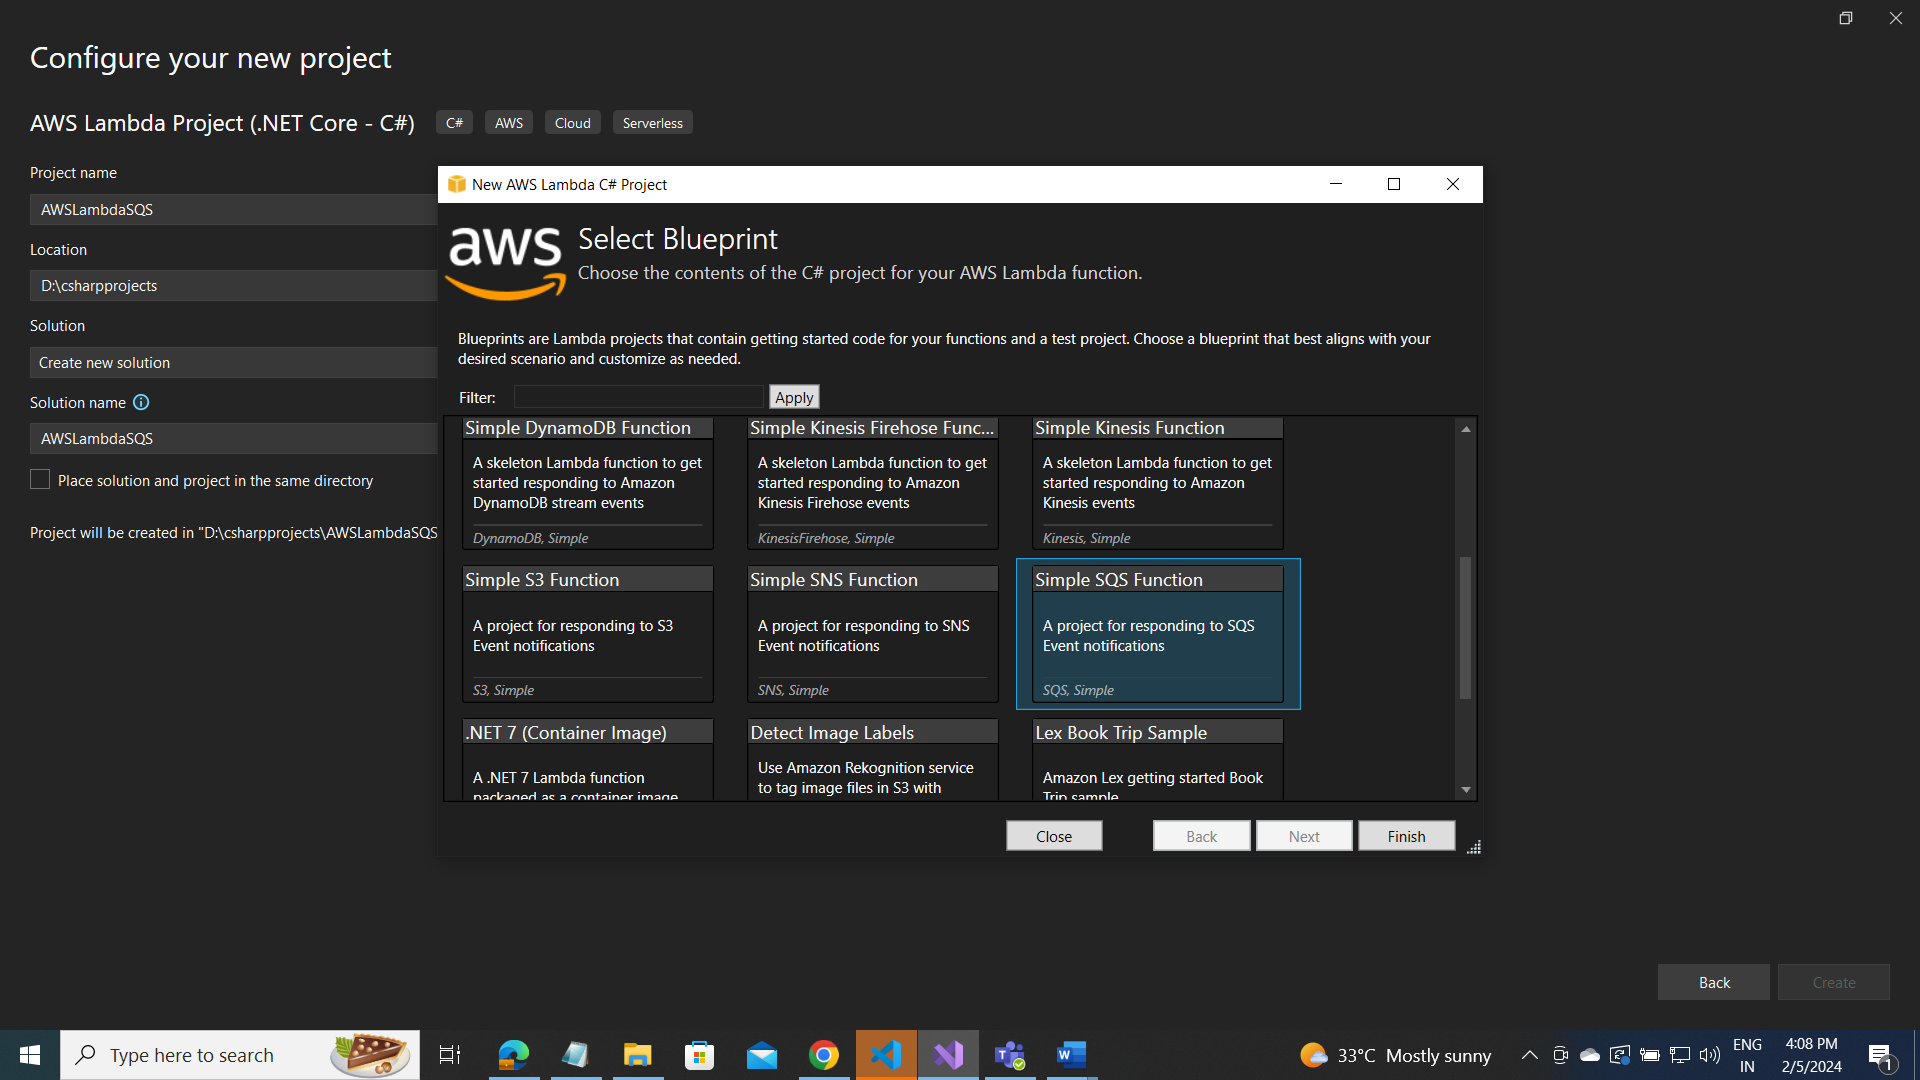 Configure your new project
AWS Lambda Project (.NET Core - C#) C# AWS Cloud Serverless
Project name
AWSLambdaSQS
Location
D:\csharpprojects
Solution
Create new solution
Solution name
AWSLambdaSQS
Place solution and project in the same directory
Project will be created in "D:\csharpprojects\AWSLambdaSQS
New AWS Lambda C# Project
aws
Select Blueprint
Choose the contents of the C# project for your AWS Lambda function.
Blueprints are Lambda projects that contain getting started code for your functions and a test project. Choose a blueprint that best aligns with your
desired scenario and customize as needed.
Filter: Apply
Simple DynamoDB Function
A skeleton Lambda function to get
started responding to Amazon
DynamoDB stream events
DynamoDB, Simple
Simple Kinesis Firehose Func...
A skeleton Lambda function to get
started responding to Amazon
Kinesis Firehose events
KinesisFirehose, Simple
Simple Kinesis Function
A skeleton Lambda function to get
started responding to Amazon
Kinesis events
Kinesis, Simple
Simple S3 Function
A project for responding to S3
Event notifications
S3, Simple
Simple SNS Function
A project for responding to SNS
Event notifications
SNS, Simple
Simple SQS Function
A project for responding to SQS
Event notifications
SQS, Simple
.NET 7 (Container Image)
A .NET 7 Lambda function
packaged as a container image
Detect Image Labels
Use Amazon Rekognition service
to tag image files in S3 with
Lex Book Trip Sample
Amazon Lex getting started Book
Trip sample
Close Back Next Finish
Back Create
Type here to search
33°C Mostly sunny
ENG
IN
4:08 PM
2/5/2024
1